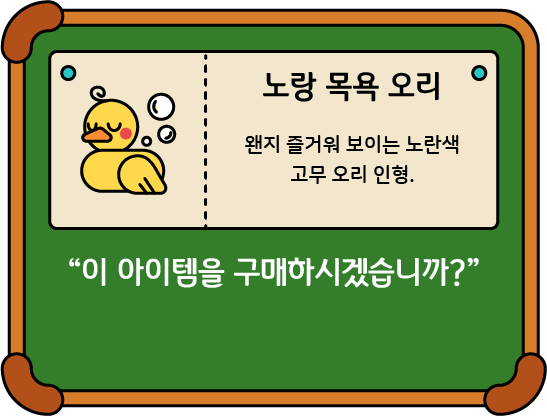 노랑 목욕 오리
왠지 즐거워 보이는 노란색
고무 오리 인형.
“이 아이템을 구매하시겠습니까?”